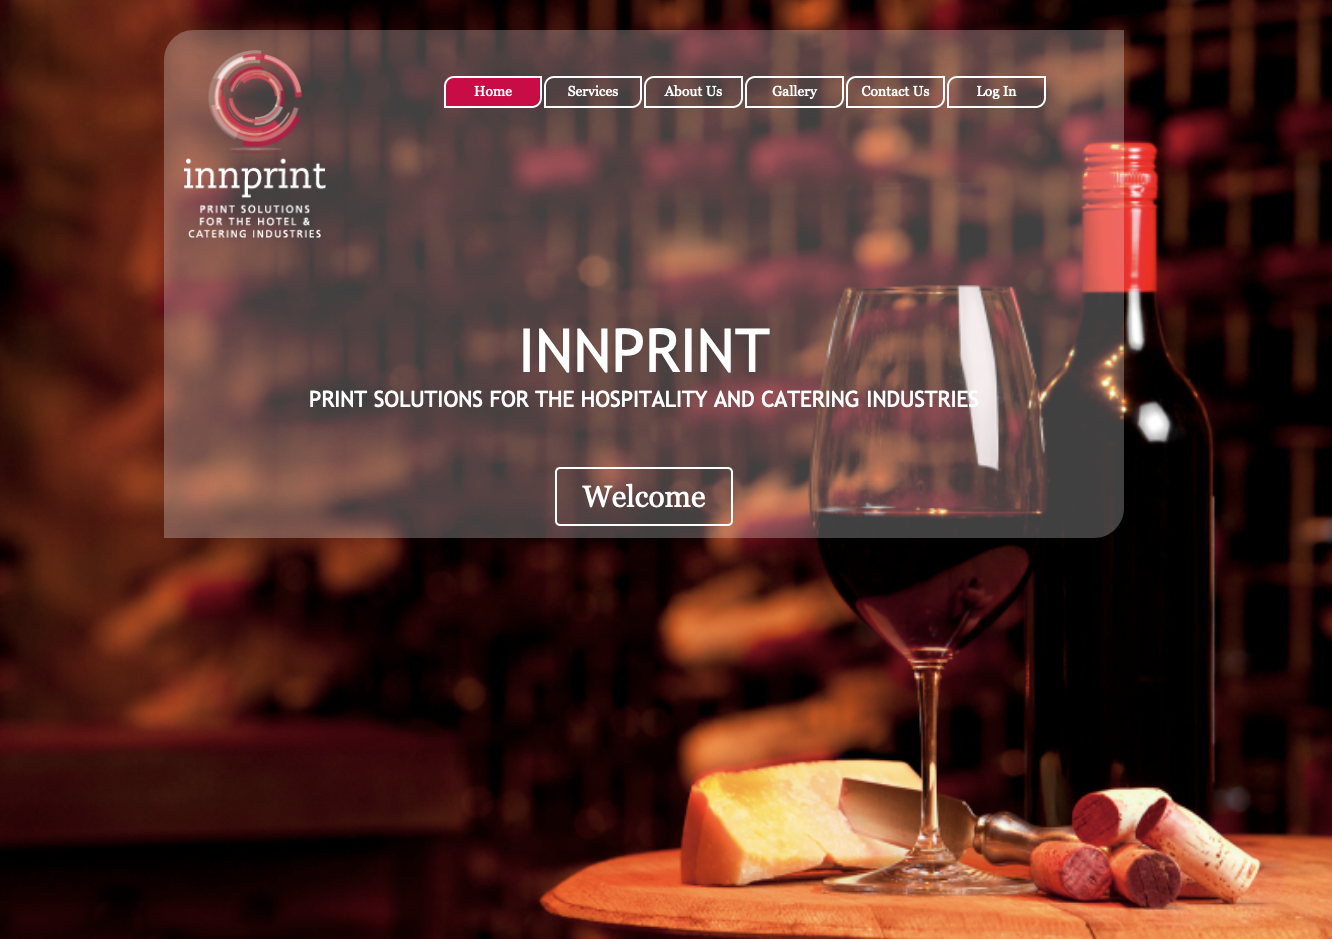 innprint
PRINT SOLUTIONS
FOR THE HOTEL &
CATERING INDUSTRIES
Home
Services
About Us
Gallery
Contact Us
Log In
INNPRINT
PRINT SOLUTIONS FOR THE HOSPITALITY AND CATERING INDUSTRIES
Welcome